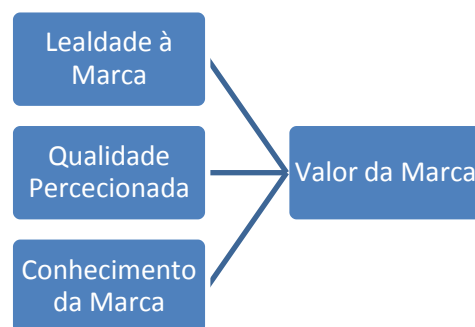 Lealdade à
Marca
Qualidade
Percecionada
Valor da Marca
Conhecimento
da Marca